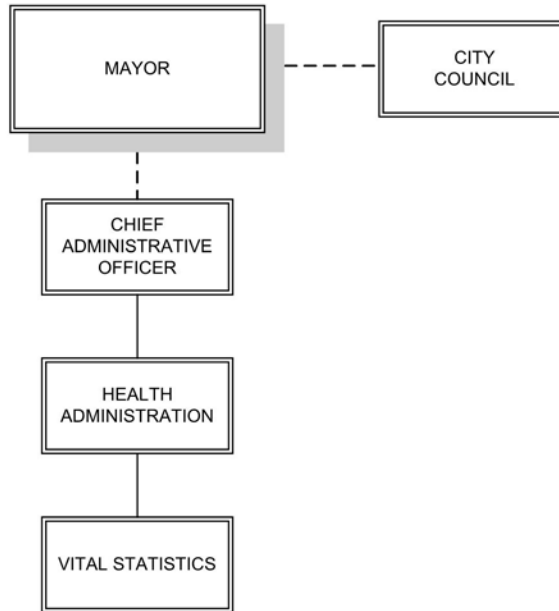 MAYOR
CITY
COUNCIL
CHIEF
ADMINISTRATIVE
OFFICER
HEALTH
ADMINISTRATION
VITAL STATISTICS